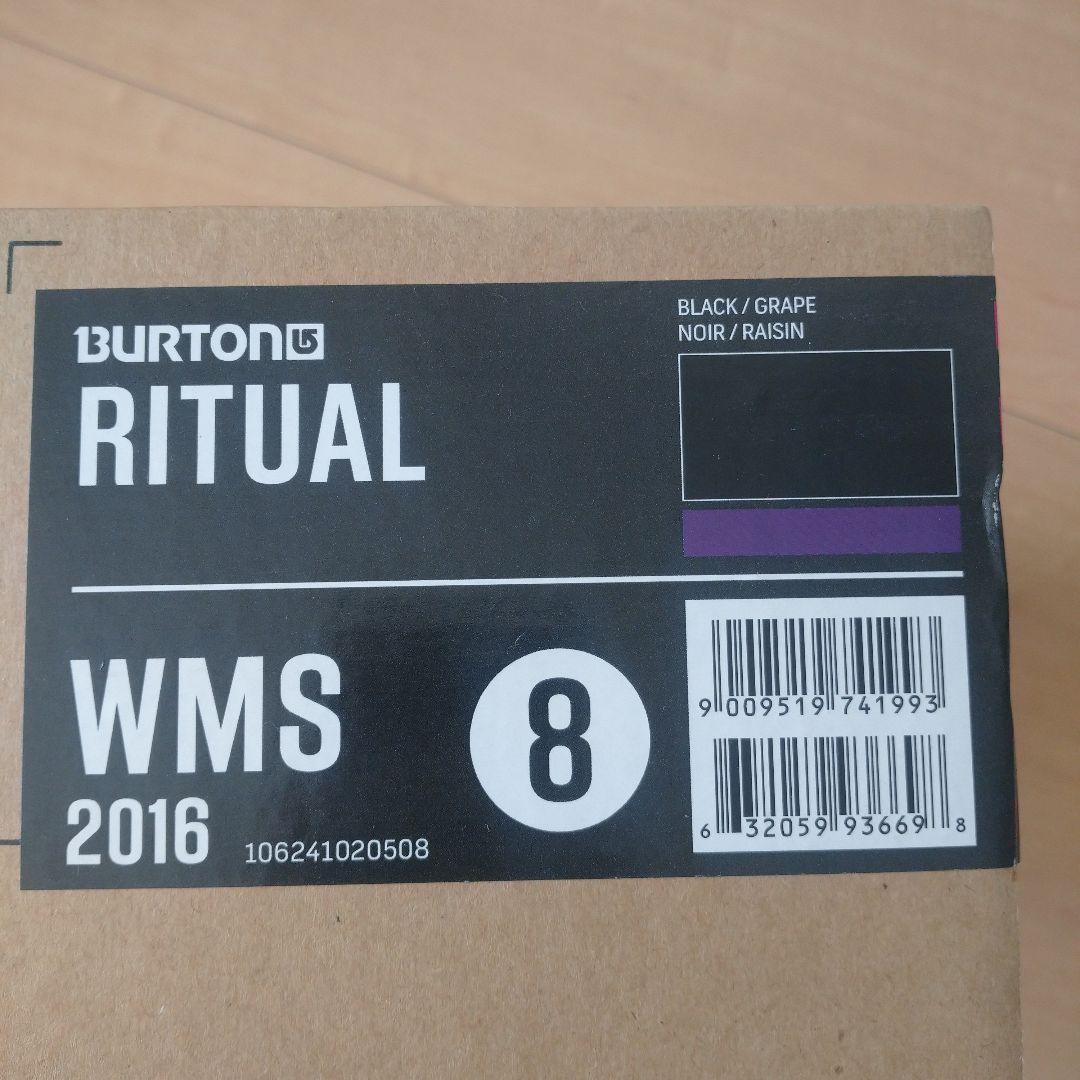 BURTON
RITUAL
BLACK / GRAPE
NOIR / RAISIN
WMS
2016
106241020508
8
9 009519 741993
6 32059 93669 8